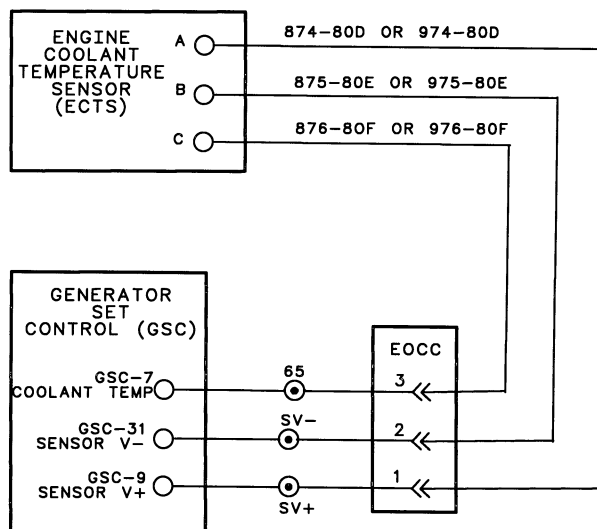 ENGINE
COOLANT
TEMPERATURE
SENSOR
(ECTS)
A
874-80D OR 974-80D
B
875-80E OR 975-80E
C
876-80F OR 976-80F
GENERATOR
SET
CONTROL (GSC)
EOCC
GSC-7
COOLANT TEMP
65
3
GSC-31
SENSOR V-
SV-
2
GSC-9
SENSOR V+
SV+
1